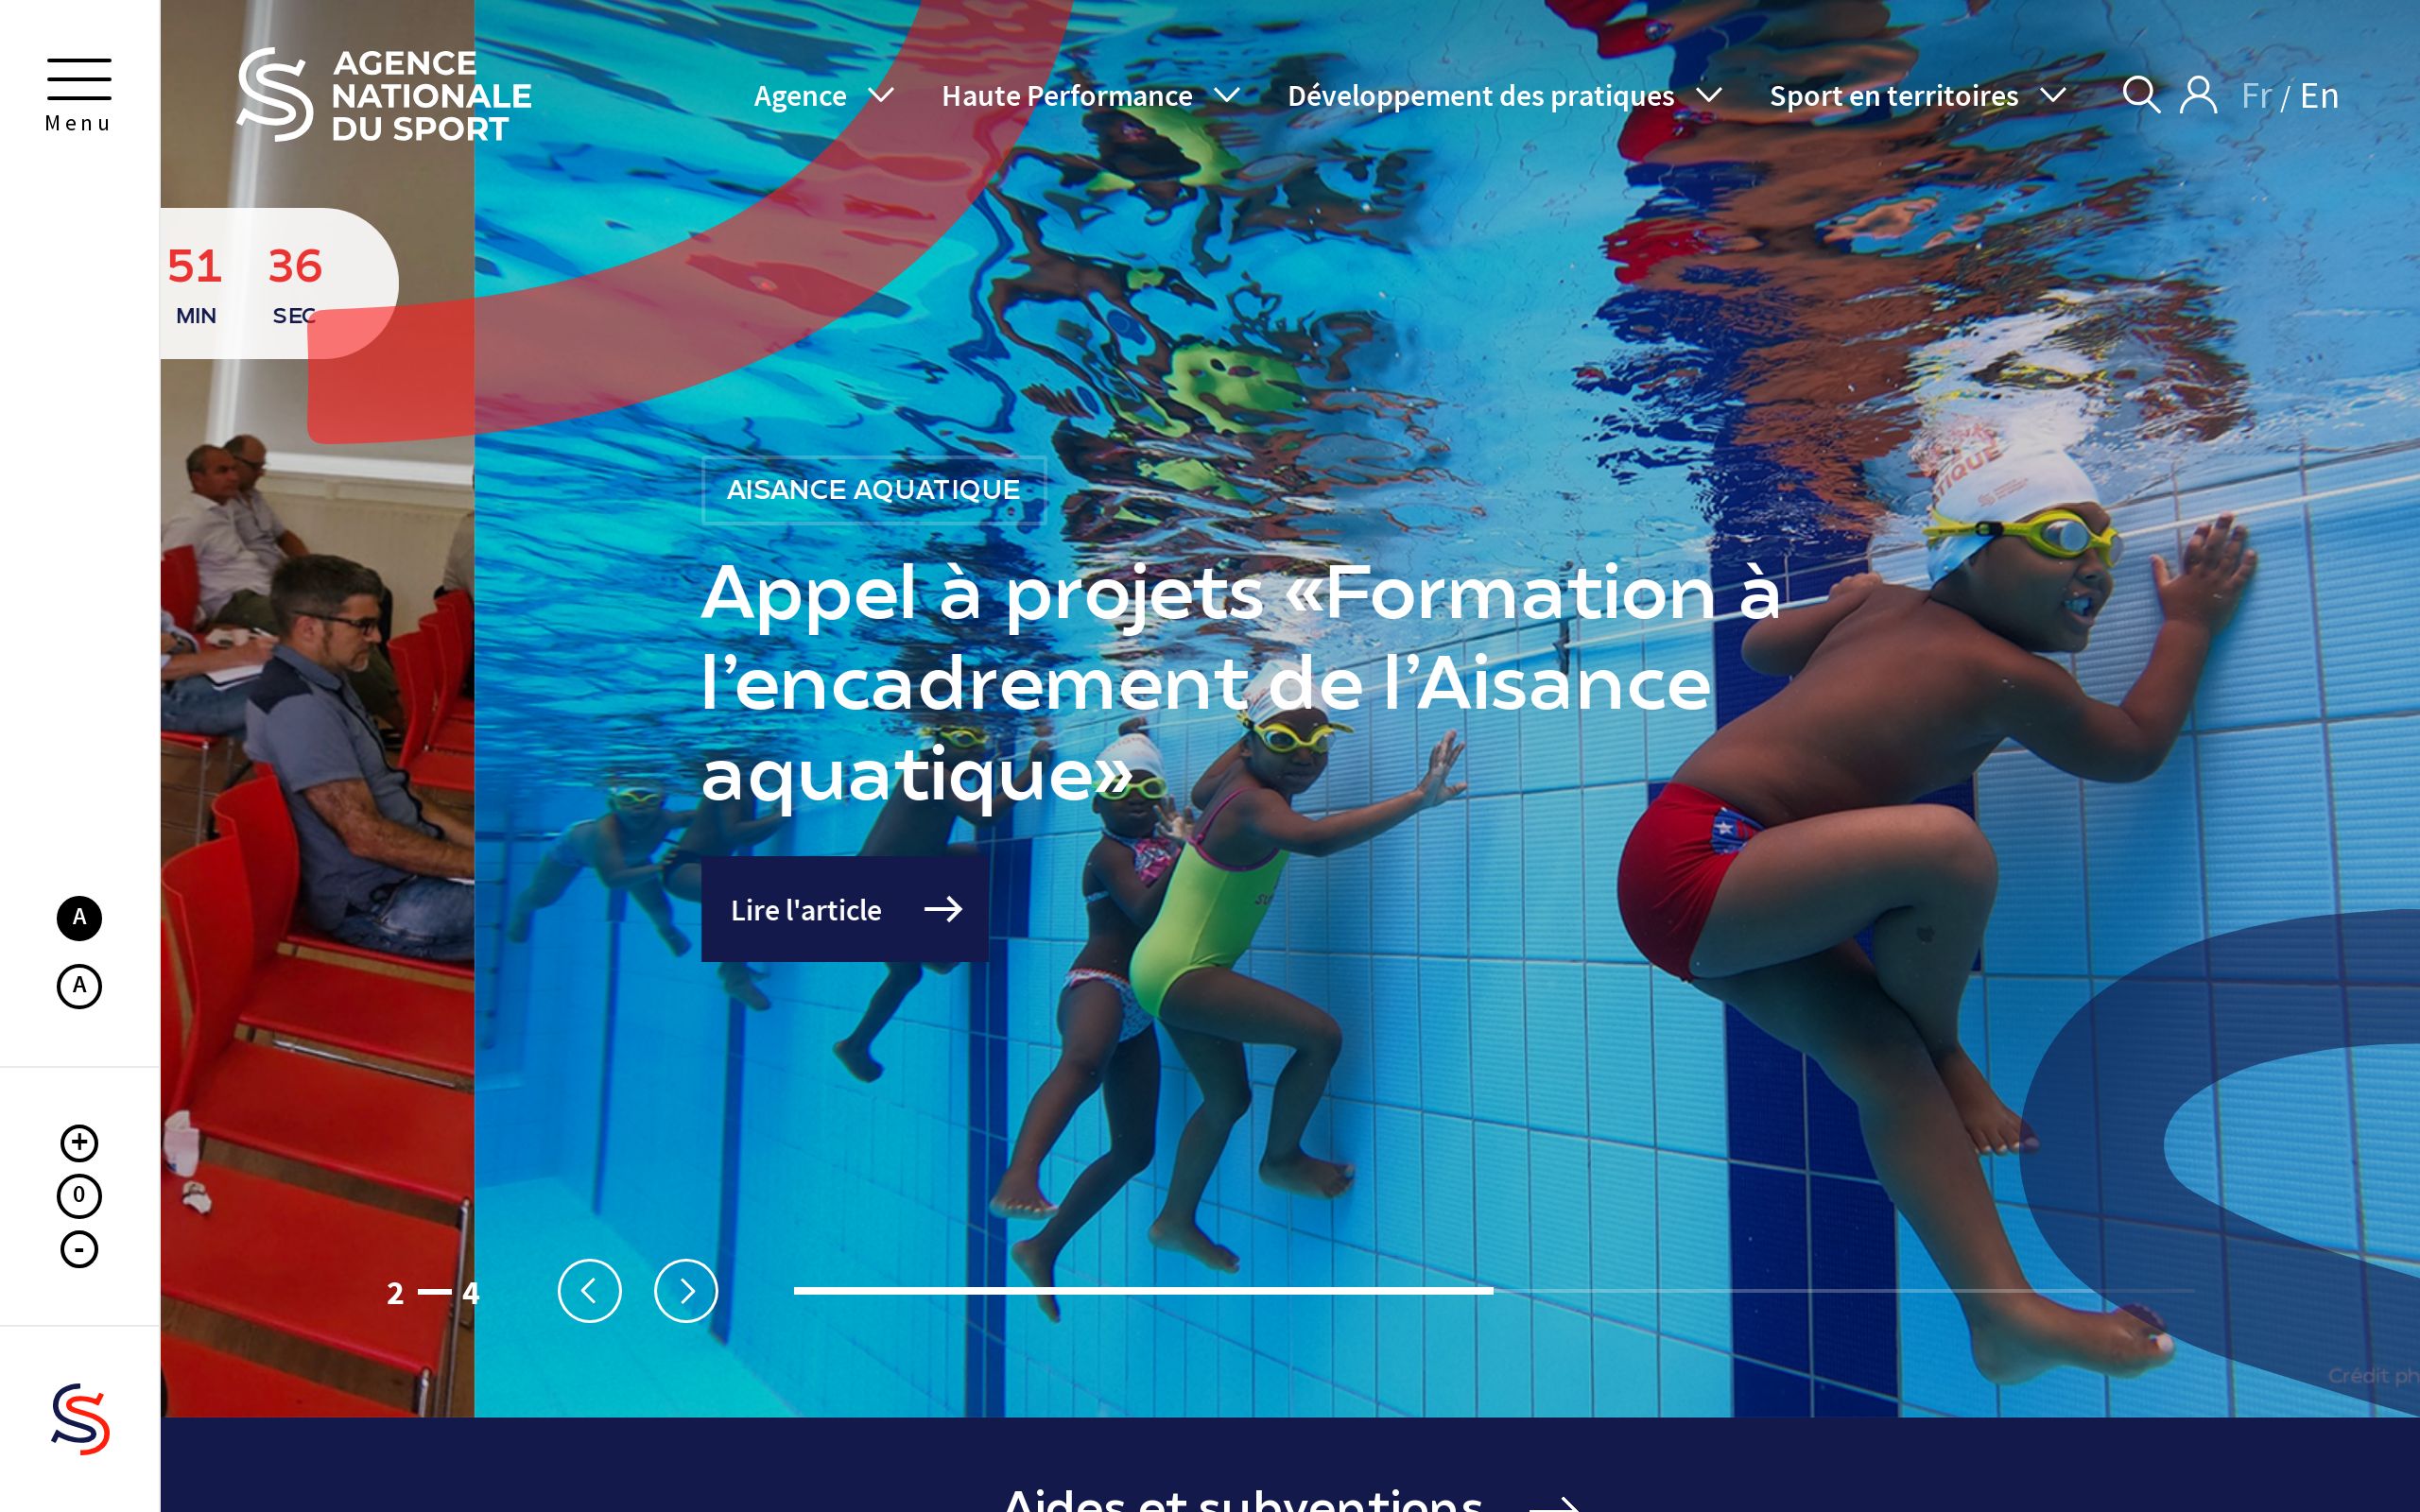 Menu
AGENCE
NATIONALE
DU SPORT
Agence
Haute Performance
Développement des pratiques
Sport en territoires
Fr / En
51 36
MIN SEC
AISANCE AQUATIQUE
Appel à projets «Formation à
l’encadrement de l’Aisance
aquatique»
Lire l'article
A
A
+
0
-
2 — 4
Crédit ph
Aides et subventions